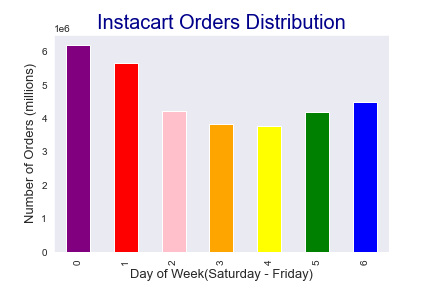 Instacart Orders Distribution
1e6
Number of Orders (millions)
6
5
4
3
2
1
0
0 1 2 3 4 5 6
Day of Week(Saturday - Friday)